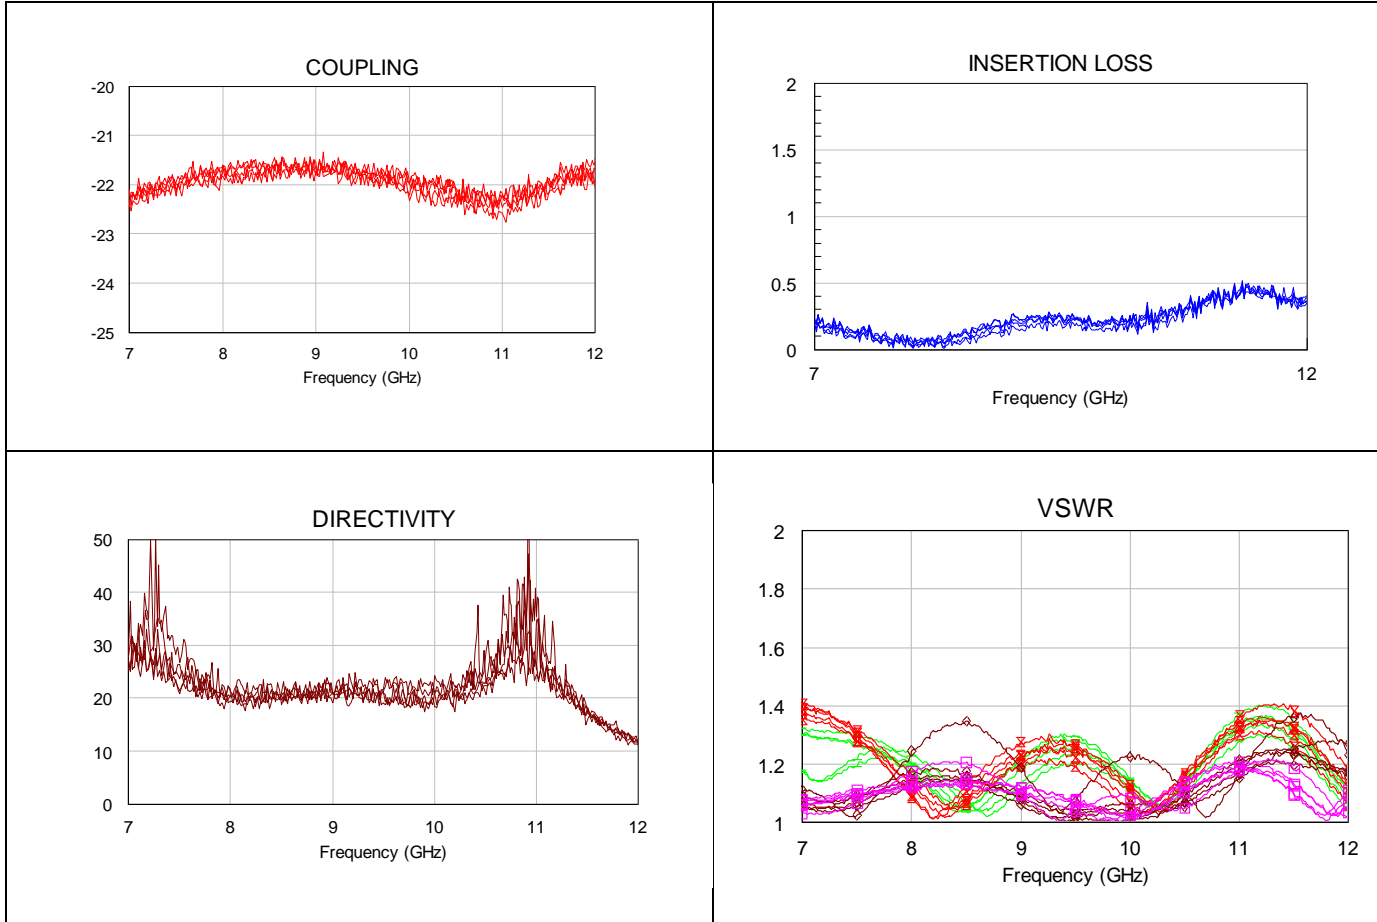 COUPLING
-20
-21
-22
-23
-24
-25
7 8 9 10 11 12
Frequency (GHz)
INSERTION LOSS
2
1.5
1
0.5
0
7 12
Frequency (GHz)
DIRECTIVITY
50
40
30
20
10
0
7 8 9 10 11 12
Frequency (GHz)
VSWR
2
1.8
1.6
1.4
1.2
1
7 8 9 10 11 12
Frequency (GHz)